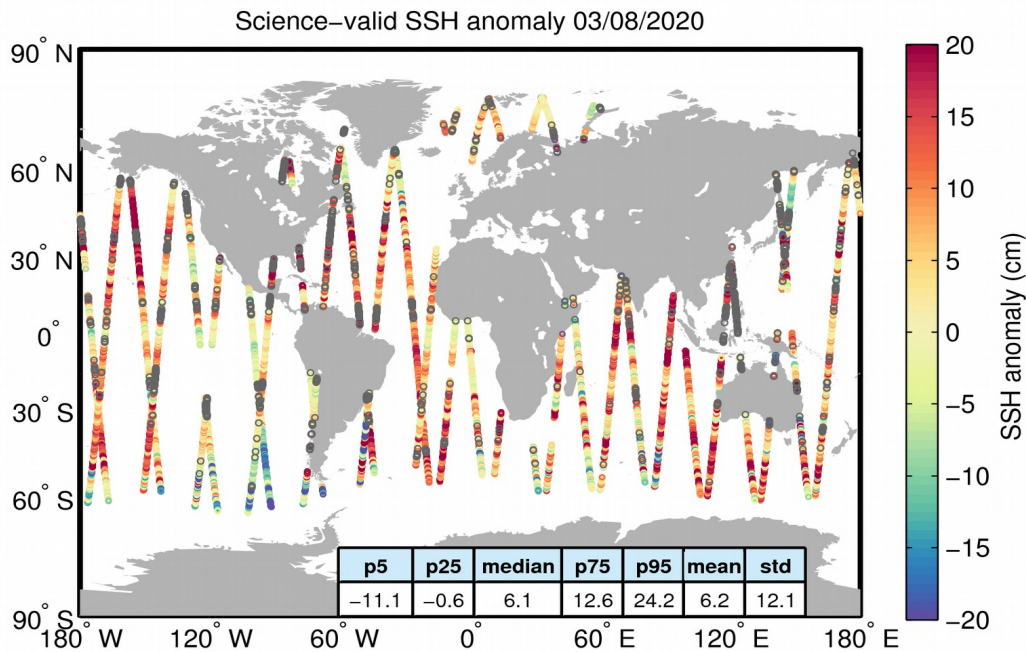 Science−valid SSH anomaly 03/08/2020
90° N
60° N
30° N
0°
30° S
60° S
90° S
180° W
120° W
60° W
0°
60° E
120° E
180° E
p5 p25 median p75 p95 mean std
−11.1 −0.6 6.1 12.6 24.2 6.2 12.1
20
15
10
5
0
−5
−10
−15
−20
SSH anomaly (cm)